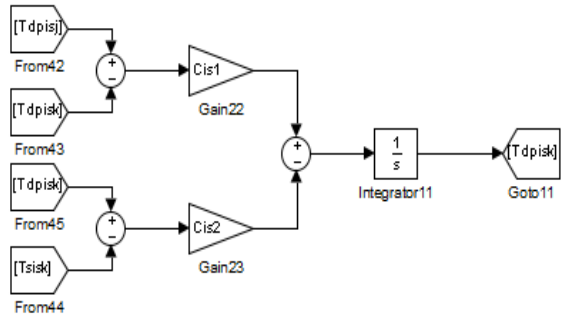 [Tdpisj]
From42
+
−
Cis1
Gain22
[Tdpisk]
From43
+
−
1
s
Integrator11
[Tdpisk]
Goto11
[Tdpisk]
From45
+
−
Cis2
Gain23
[Tsisk]
From44